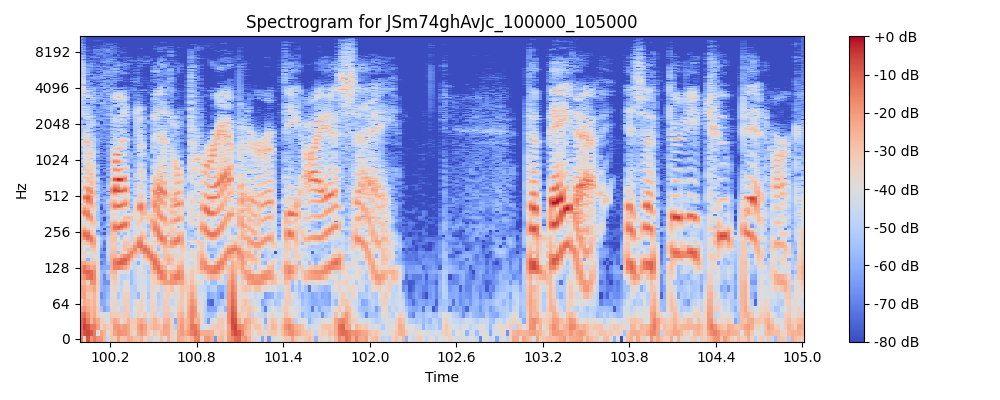 Spectrogram for JSm74ghAvJc_100000_105000
Hz
8192
4096
2048
1024
512
256
128
64
0
100.2 100.8 101.4 102.0 102.6 103.2 103.8 104.4 105.0
Time
+0 dB
-10 dB
-20 dB
-30 dB
-40 dB
-50 dB
-60 dB
-70 dB
-80 dB